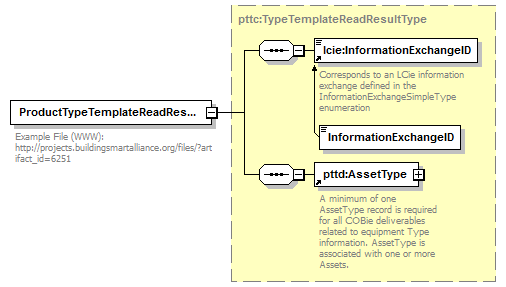 pttc:TypeTemplateReadResultType
lcie:InformationExchangeID
Corresponds to an LCie information
exchange defined in the
InformationExchangeSimpleType
enumeration
ProductTypeTemplateReadRes...
Example File (WWW):
http://projects.buildingsmartalliance.org/files/?art
ifact_id=6251
InformationExchangeID
pttd:AssetType
A minimum of one
AssetType record is required
for all COBie deliverables
related to equipment Type
information. AssetType is
associated with one or more
Assets.